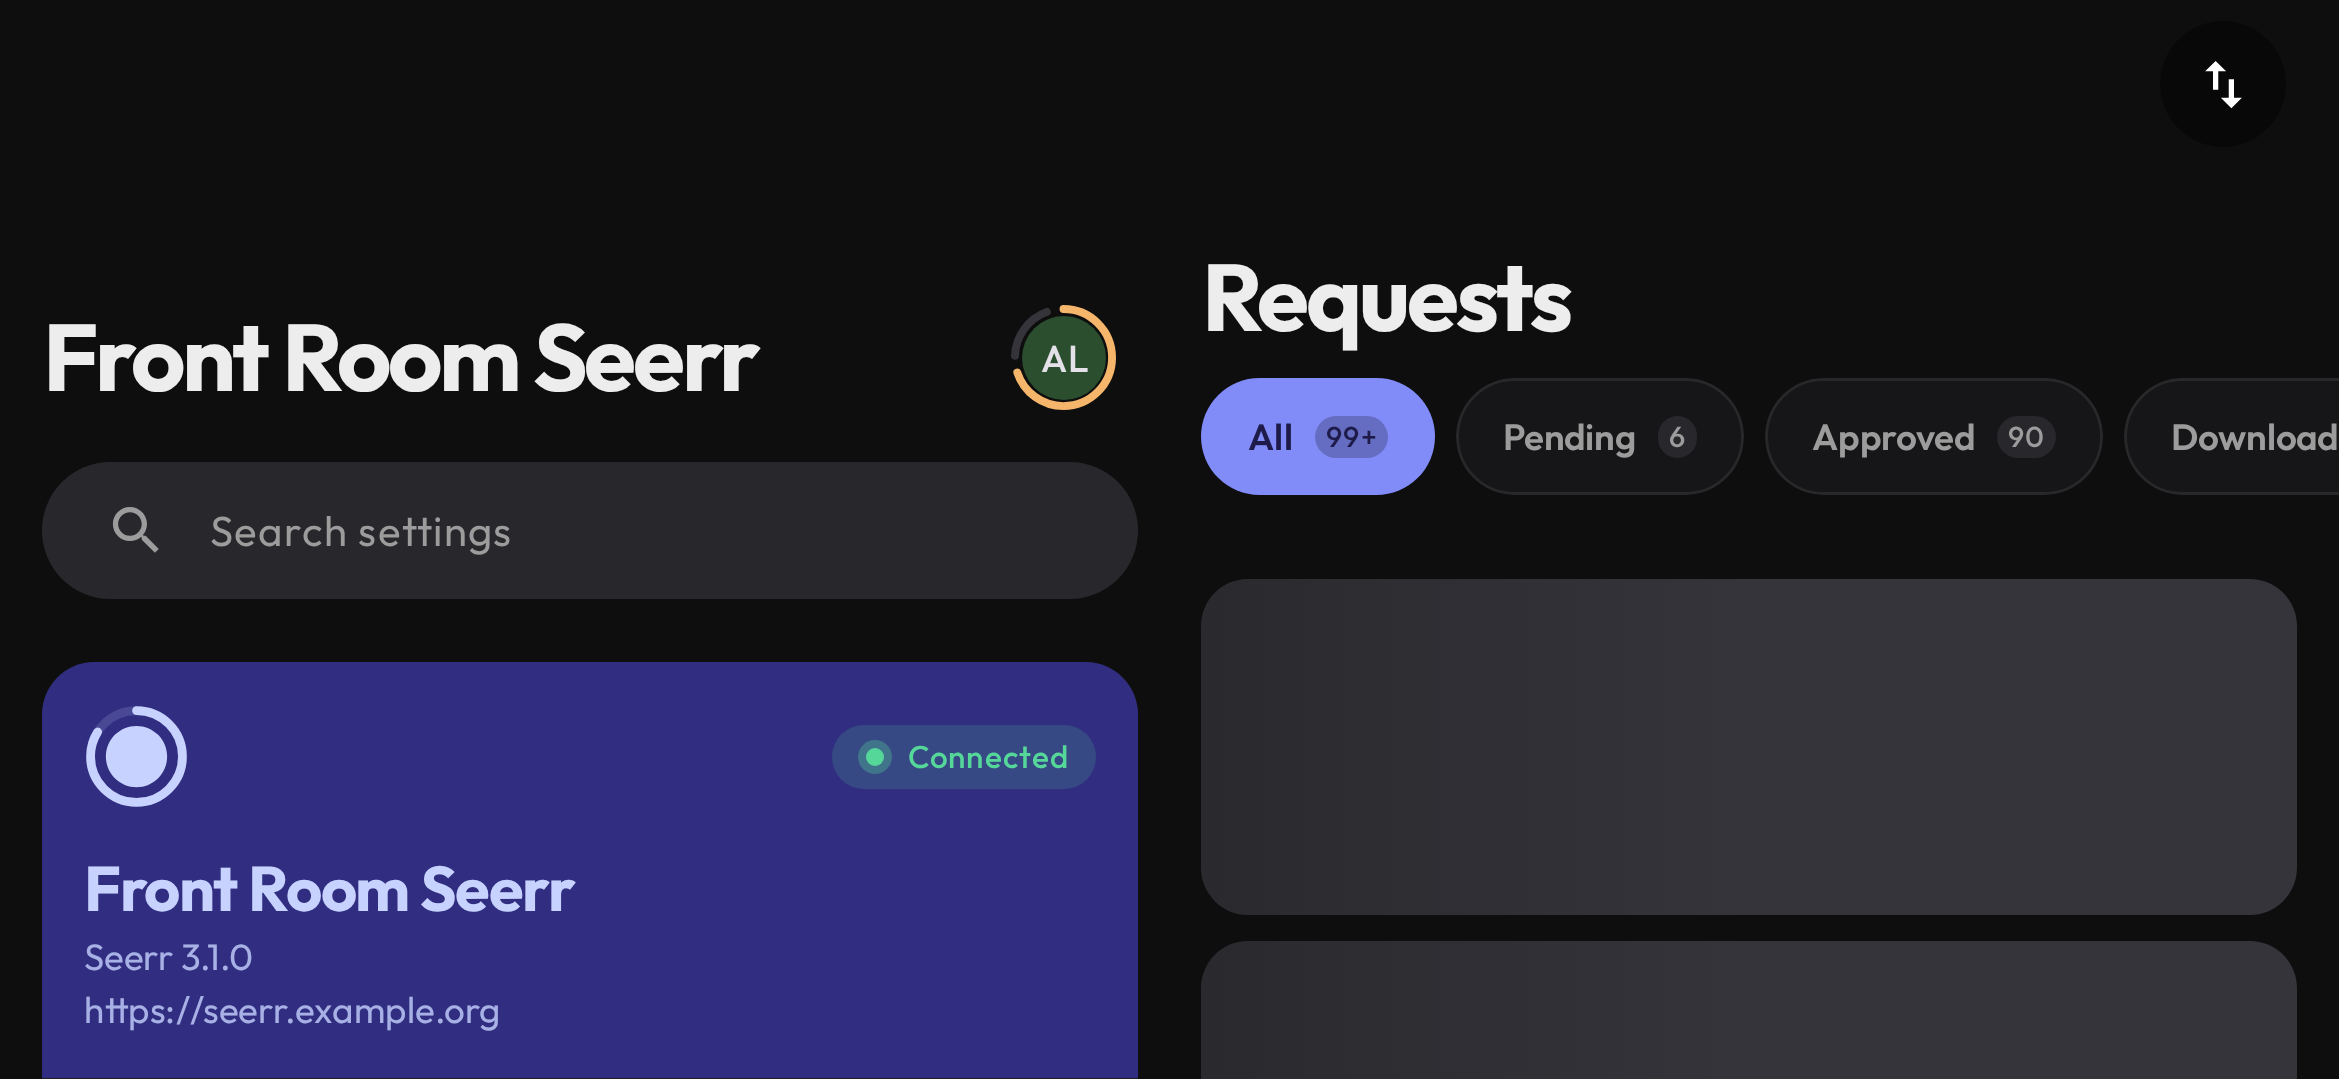 Front Room Seerr
AL
Search settings
Connected
Front Room Seerr
Seerr 3.1.0
https://seerr.example.org
Requests
All 99+
Pending 6
Approved 90
Download